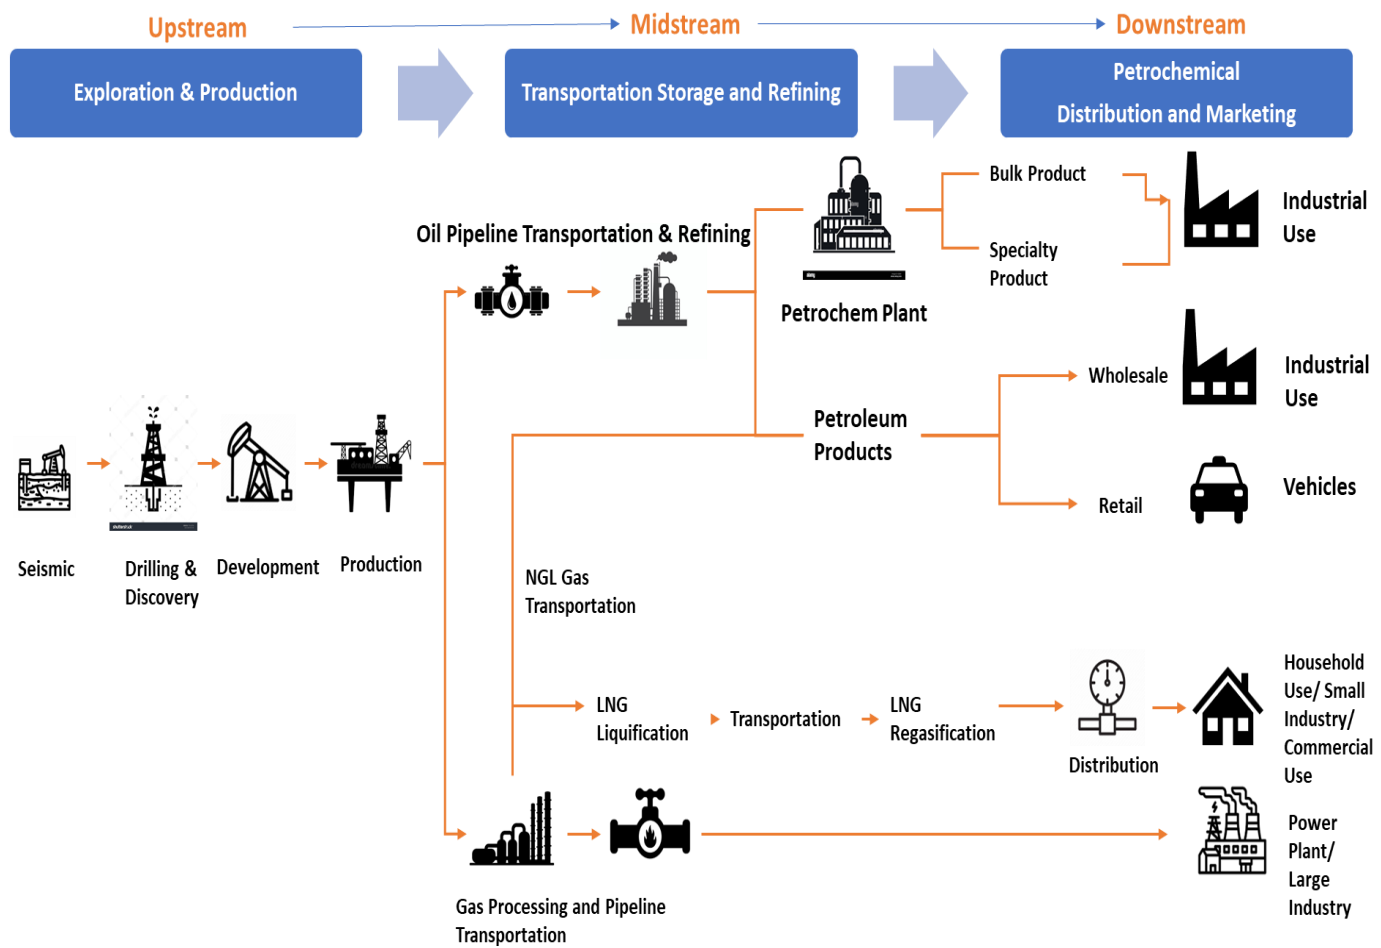 Upstream
Midstream
Downstream
Exploration & Production
Transportation Storage and Refining
Petrochemical
Distribution and Marketing
Oil Pipeline Transportation & Refining
Petrochem Plant
Bulk Product
Specialty
Product
Industrial
Use
Petroleum
Products
Wholesale
Industrial
Use
Retail
Vehicles
Seismic
Drilling &
Discovery
Development
Production
NGL Gas
Transportation
LNG
Liquification
Transportation
LNG
Regasification
Distribution
Household
Use/ Small
Industry/
Commercial
Use
Gas Processing and Pipeline
Transportation
Power
Plant/
Large
Industry